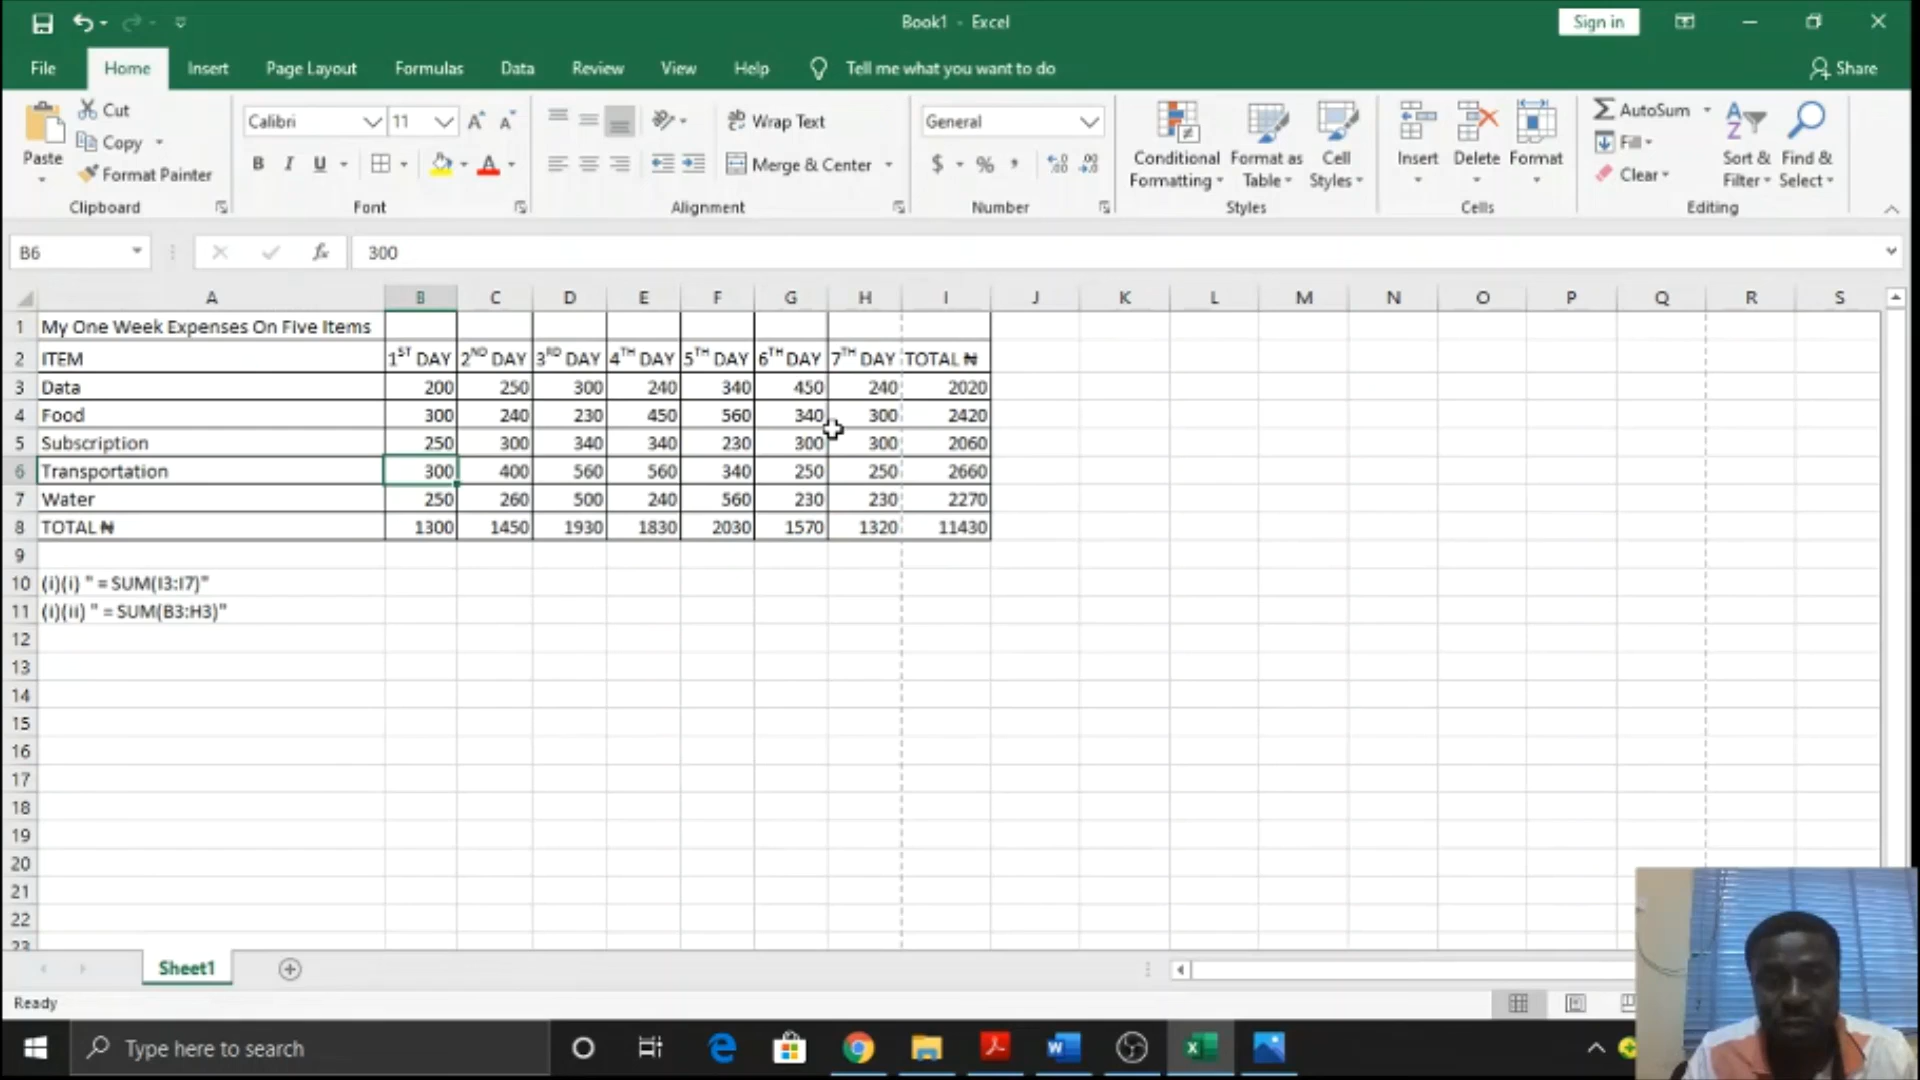 Book1 - Excel
Sign in
File Home Insert Page Layout Formulas Data Review View Help Tell me what you want to do Share
Paste Cut Copy Format Painter
Calibri 11
B I U A
Wrap Text
Merge & Center
General
$ % ,
Conditional Formatting Format as Table Cell Styles
Insert Delete Format
AutoSum
Fill
Clear
Sort & Filter Find & Select
Clipboard Font Alignment Number Styles Cells Editing
B6 fx 300
A B C D E F G H I J K L M N O P Q R S
1 My One Week Expenses On Five Items
2 ITEM 1ST DAY 2ND DAY 3RD DAY 4TH DAY 5TH DAY 6TH DAY 7TH DAY TOTAL ₦
3 Data 200 250 300 240 340 450 240 2020
4 Food 300 240 230 450 560 340 300 2420
5 Subscription 250 300 340 340 230 300 300 2060
6 Transportation 300 400 560 560 340 250 250 2660
7 Water 250 260 500 240 560 230 230 2270
8 TOTAL ₦ 1300 1450 1930 1830 2030 1570 1320 11430
9
10 (i)(i) " = SUM(I3:I7)"
11 (i)(ii) " = SUM(B3:H3)"
12
13
14
15
16
17
18
19
20
21
22
23
Sheet1
Ready
Type here to search